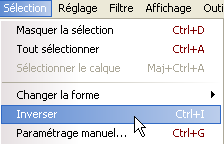 Sélection Réglage Filtre Affichage Outi
Masquer la sélection Ctrl+D
Tout sélectionner Ctrl+A
Sélectionner le calque Maj+Ctrl+A
Changer la forme
Inverser Ctrl+I
Paramétrage manuel... Ctrl+G